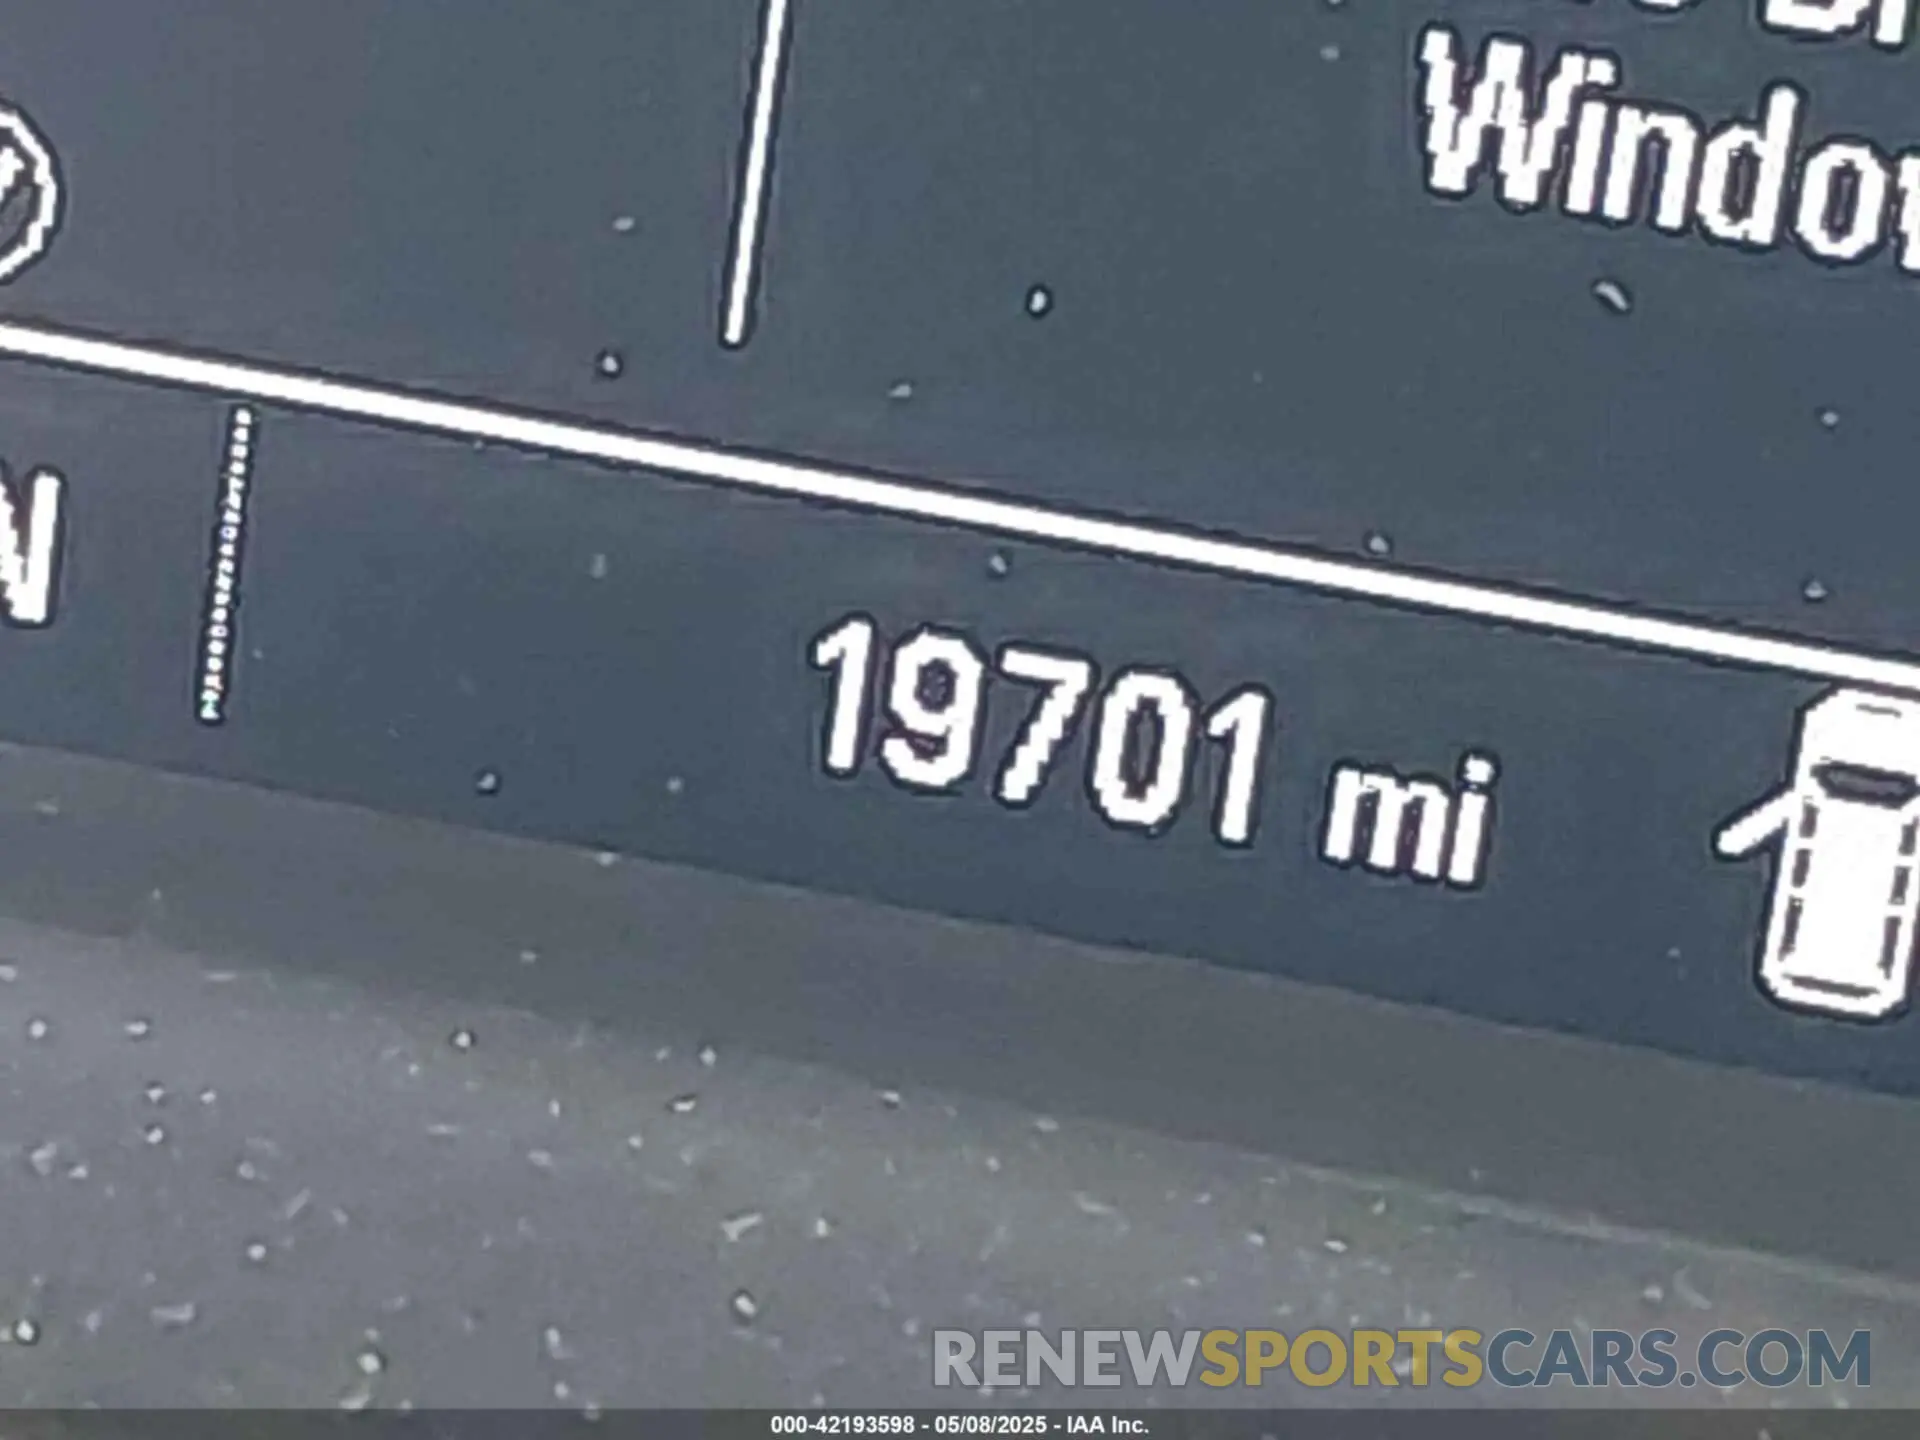 Windo
N
19701 mi
RENEWSPORTSCARS.COM
000-42193598 - 05/08/2025 - IAA Inc.